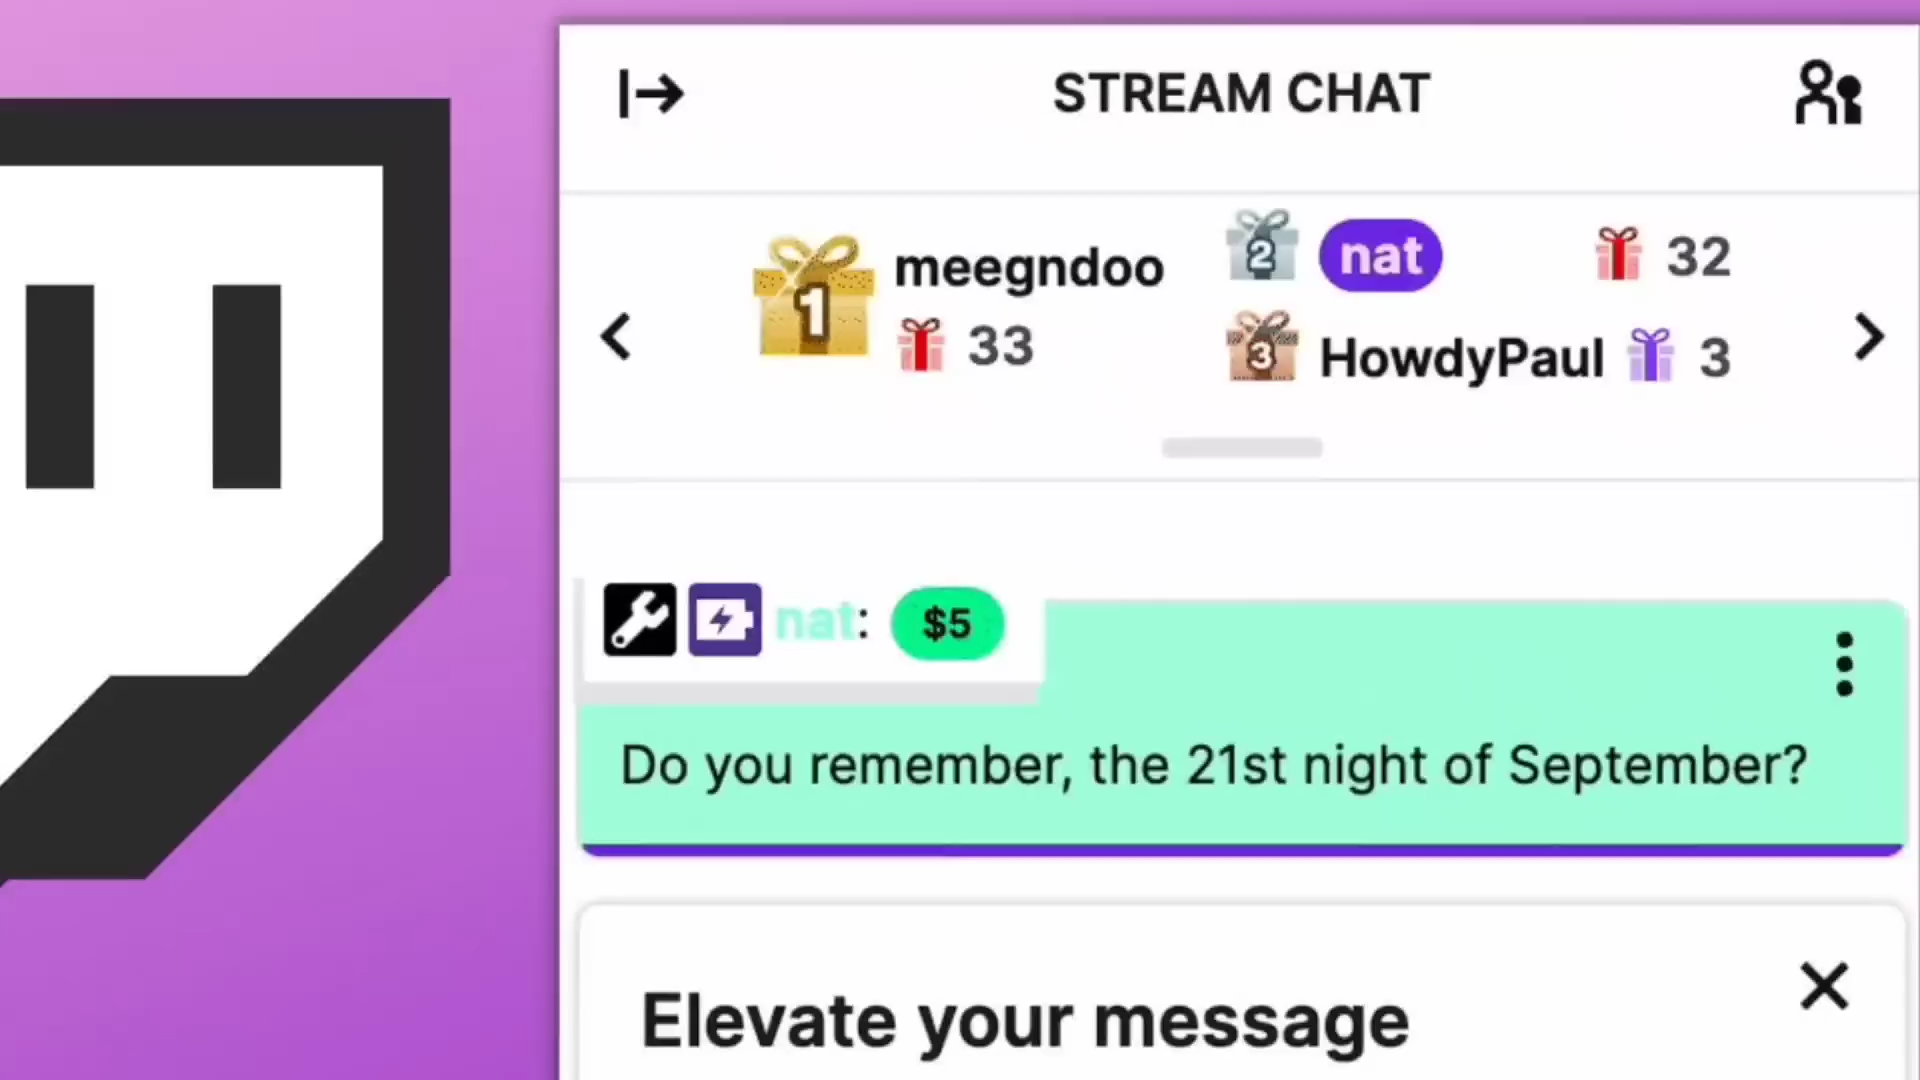 STREAM CHAT
1 meegndoo
33
2 nat 32
3 HowdyPaul 3
nat: $5
Do you remember, the 21st night of September?
Elevate your message